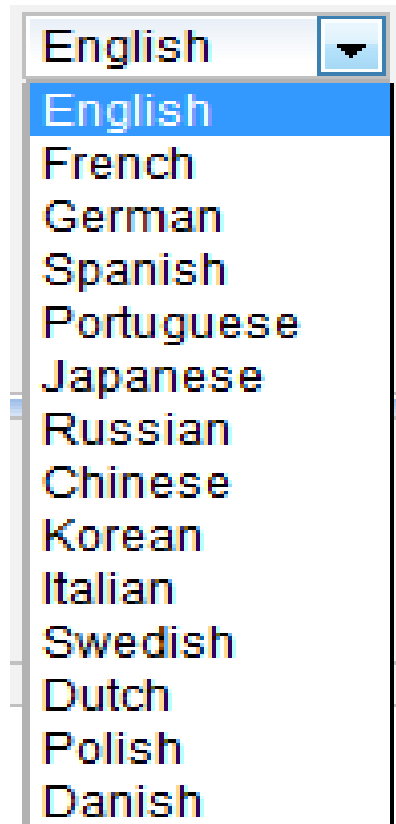 English
English
French
German
Spanish
Portuguese
Japanese
Russian
Chinese
Korean
Italian
Swedish
Dutch
Polish
Danish